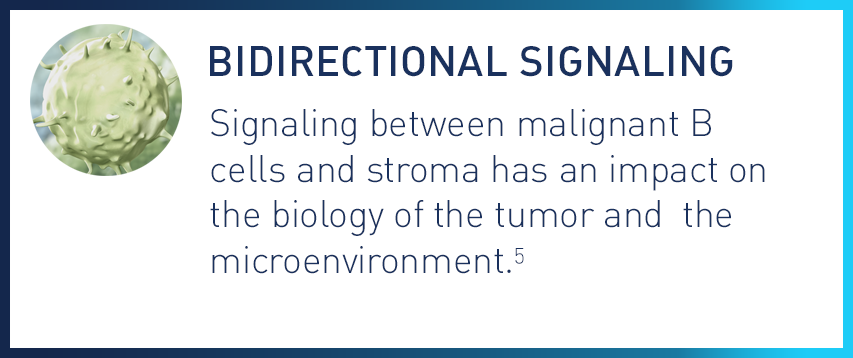 BIDIRECTIONAL SIGNALING
Signaling between malignant B
cells and stroma has an impact on
the biology of the tumor and  the
microenvironment.⁵